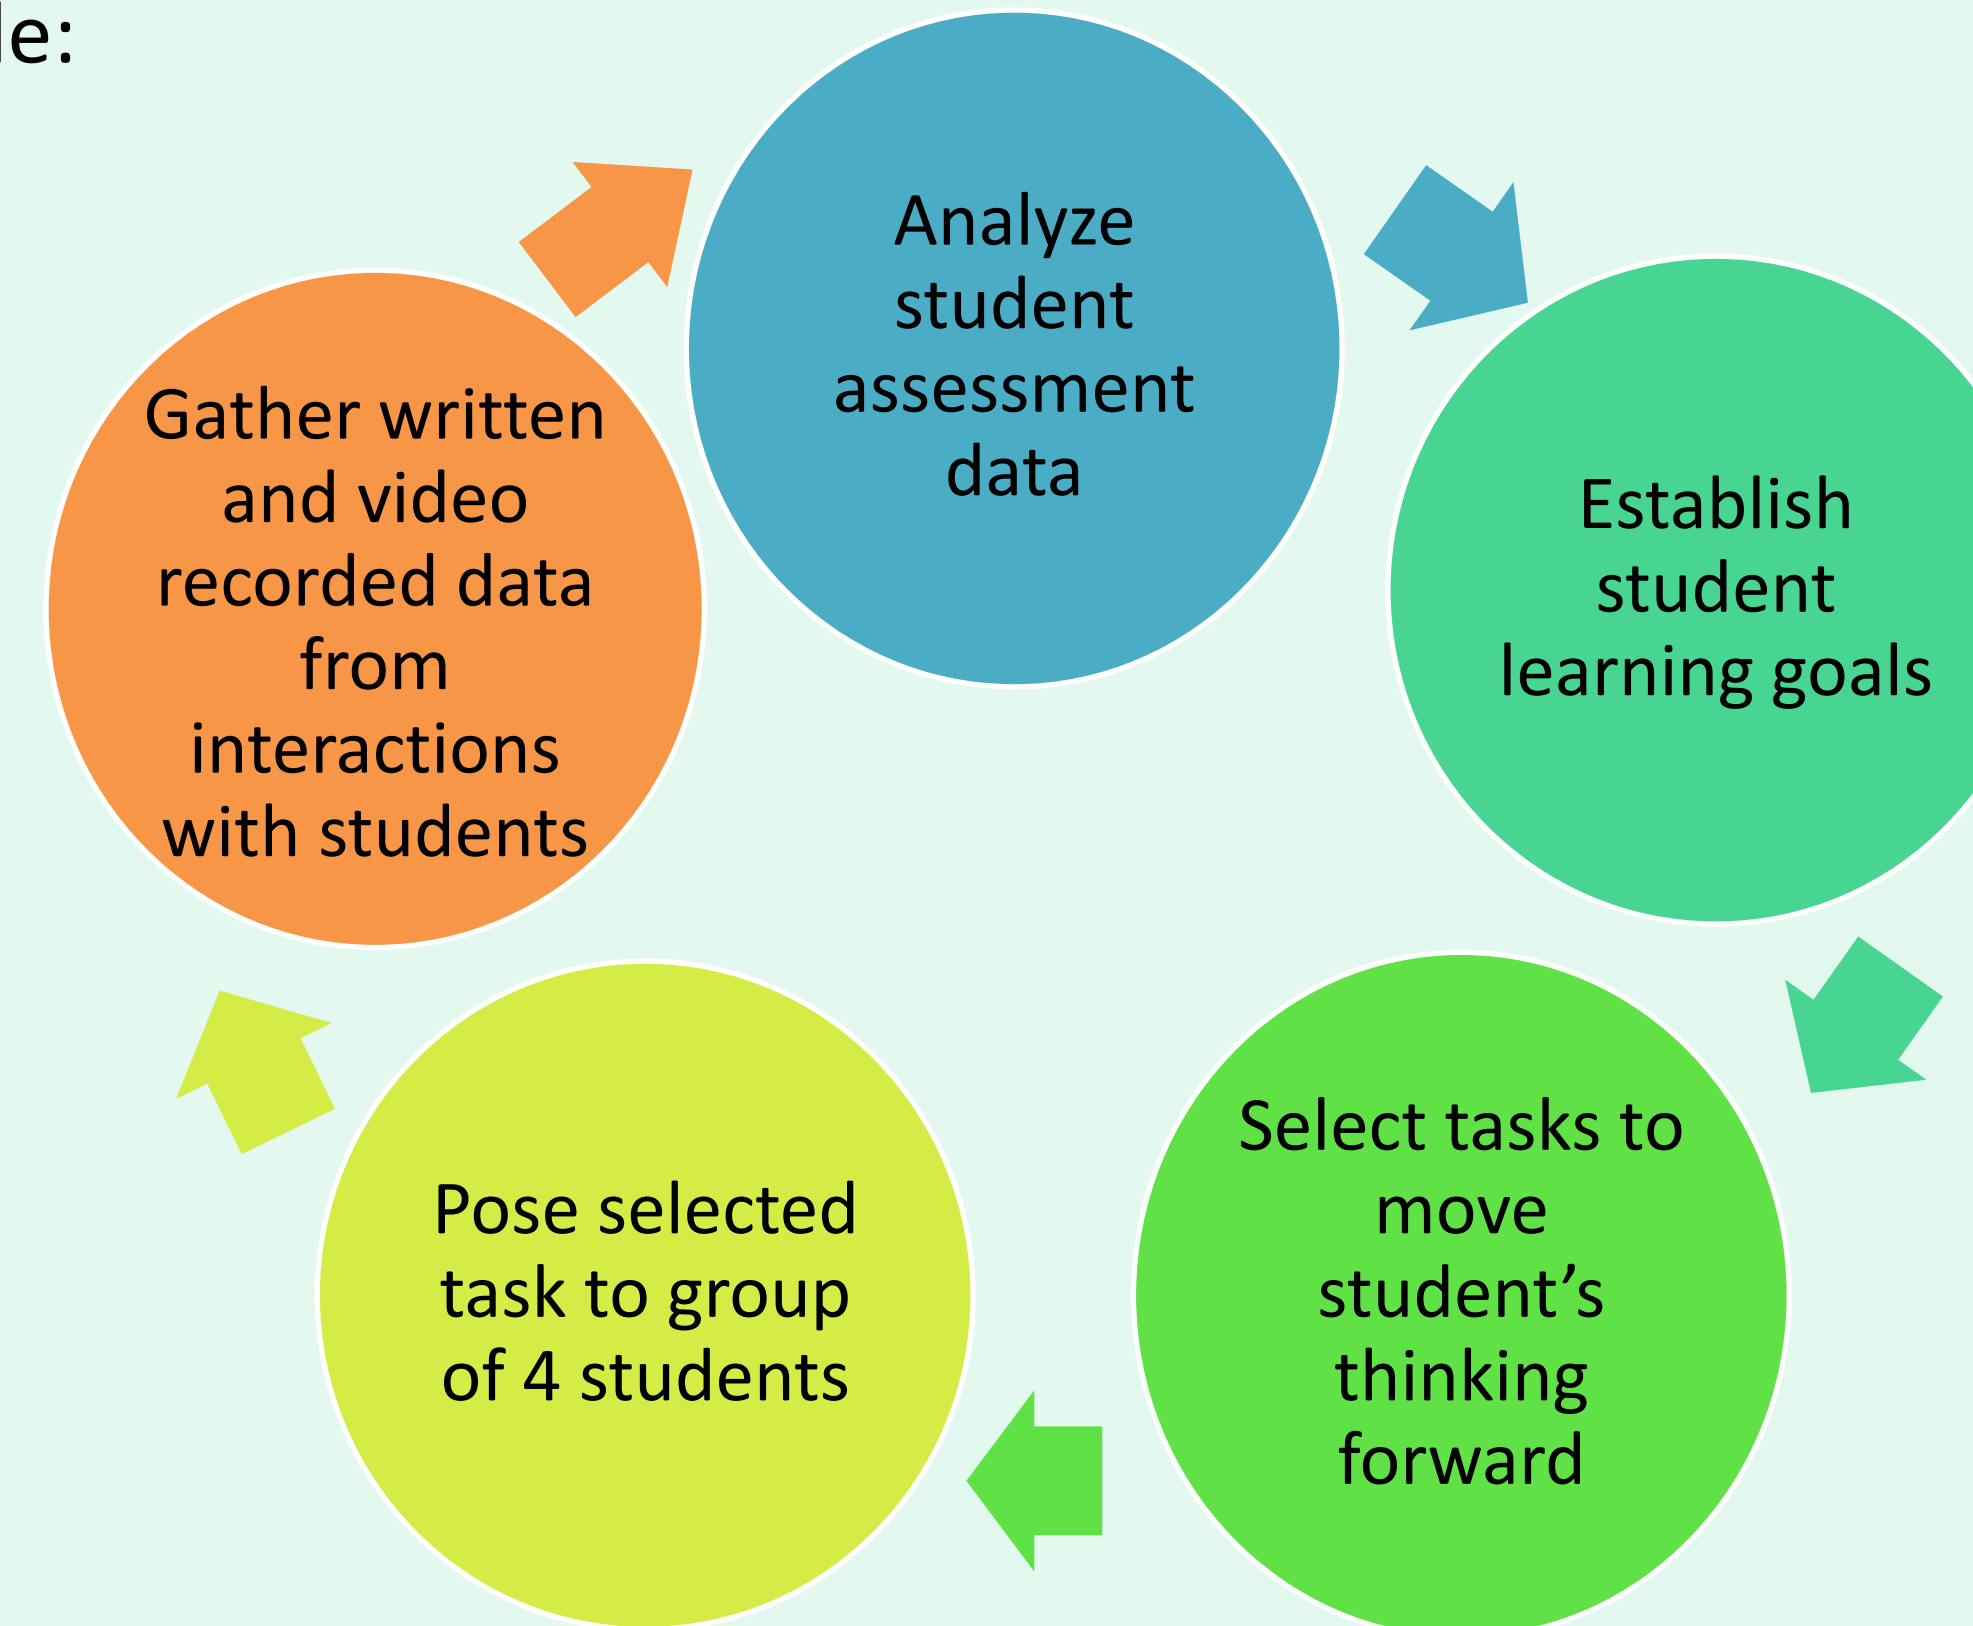 le:
Analyze
student
assessment
data
Establish
student
learning goals
Select tasks to
move
student’s
thinking
forward
Pose selected
task to group
of 4 students
Gather written
and video
recorded data
from
interactions
with students